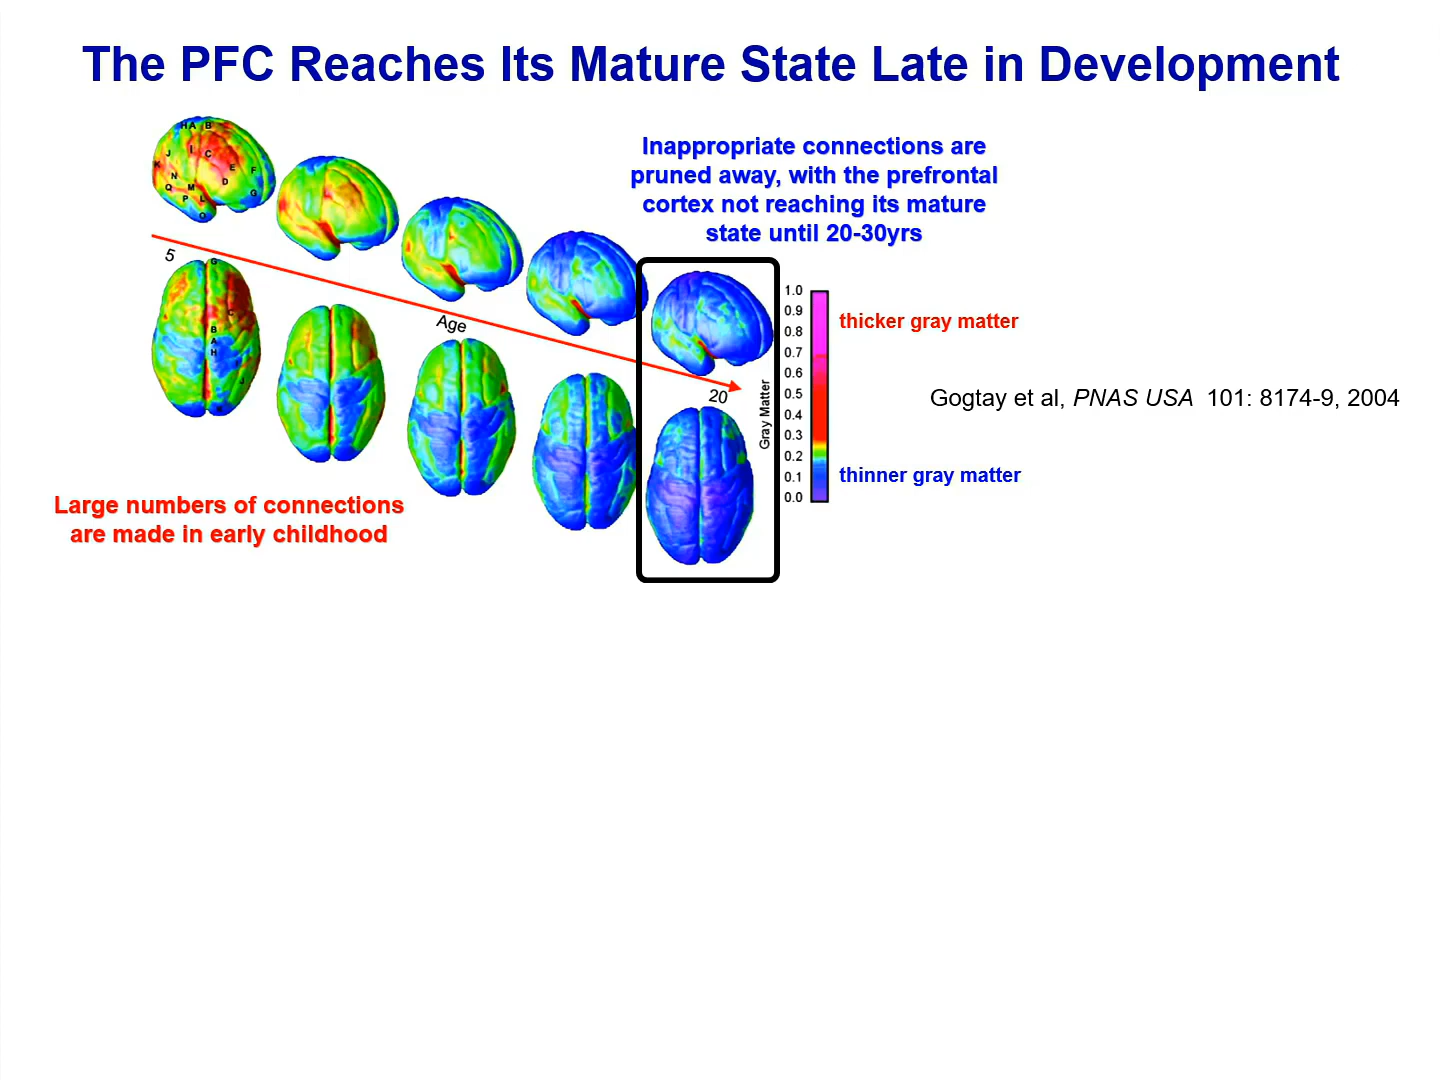 The PFC Reaches Its Mature State Late in Development
Inappropriate connections are
pruned away, with the prefrontal
cortex not reaching its mature
state until 20-30yrs
H A B
I C
J
K
E
F
N
D
Q M
G
P L
O
5
G
C
B
A
H
J
K
Age
20
Gray Matter
1.0
0.9
0.8
0.7
0.6
0.5
0.4
0.3
0.2
0.1
0.0
thicker gray matter
thinner gray matter
Gogtay et al, PNAS USA 101: 8174-9, 2004
Large numbers of connections
are made in early childhood